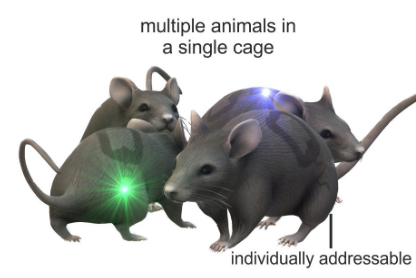 multiple animals in
a single cage
individually addressable